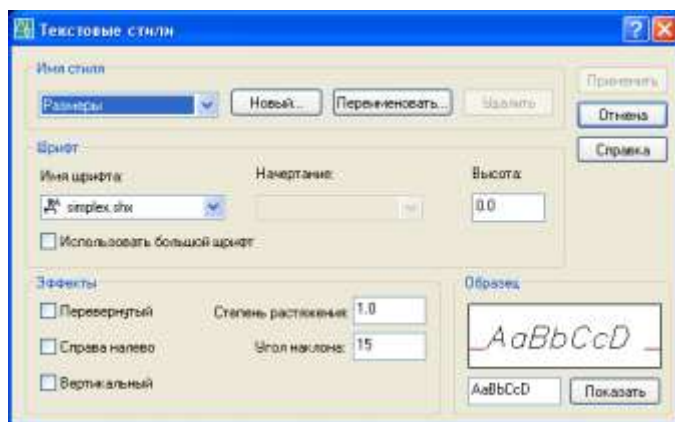 Текстовые стили
Имя стиля
Размеры
Новый...
Переименовать...
Удалить
Применить
Отмена
Справка
Шрифт
Имя шрифта:
Начертание:
Высота:
simplex.shx
0.0
Использовать большой шрифт
Эффекты
Перевернутый
Степень растяжения:
1.0
Справа налево
Угол наклона:
15
Вертикальный
Образец
AaBbCcD
AaBbCcD
Показать